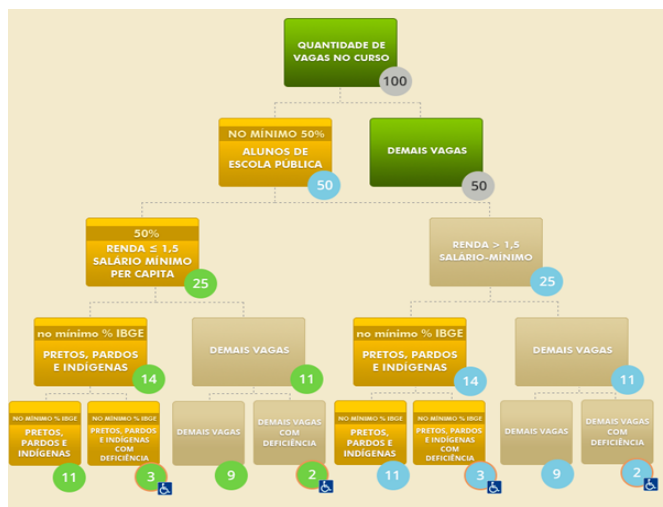 QUANTIDADE DE
VAGAS NO CURSO
100
NO MÍNIMO 50%
ALUNOS DE
ESCOLA PÚBLICA
50
DEMAIS VAGAS
50
50%
RENDA ≤ 1,5
SALÁRIO MÍNIMO
PER CAPITA
25
RENDA > 1,5
SALÁRIO-MÍNIMO
25
no mínimo % IBGE
PRETOS, PARDOS
E INDÍGENAS
14
DEMAIS VAGAS
11
no mínimo % IBGE
PRETOS, PARDOS
E INDÍGENAS
14
DEMAIS VAGAS
11
NO MÍNIMO % IBGE
PRETOS,
PARDOS E
INDÍGENAS
11
NO MÍNIMO % IBGE
PRETOS, PARDOS
E INDÍGENAS
COM
DEFICIÊNCIA
3
DEMAIS VAGAS
9
DEMAIS VAGAS
COM
DEFICIÊNCIA
2
NO MÍNIMO % IBGE
PRETOS,
PARDOS E
INDÍGENAS
11
NO MÍNIMO % IBGE
PRETOS, PARDOS
E INDÍGENAS
COM
DEFICIÊNCIA
3
DEMAIS VAGAS
9
DEMAIS VAGAS
COM
DEFICIÊNCIA
2